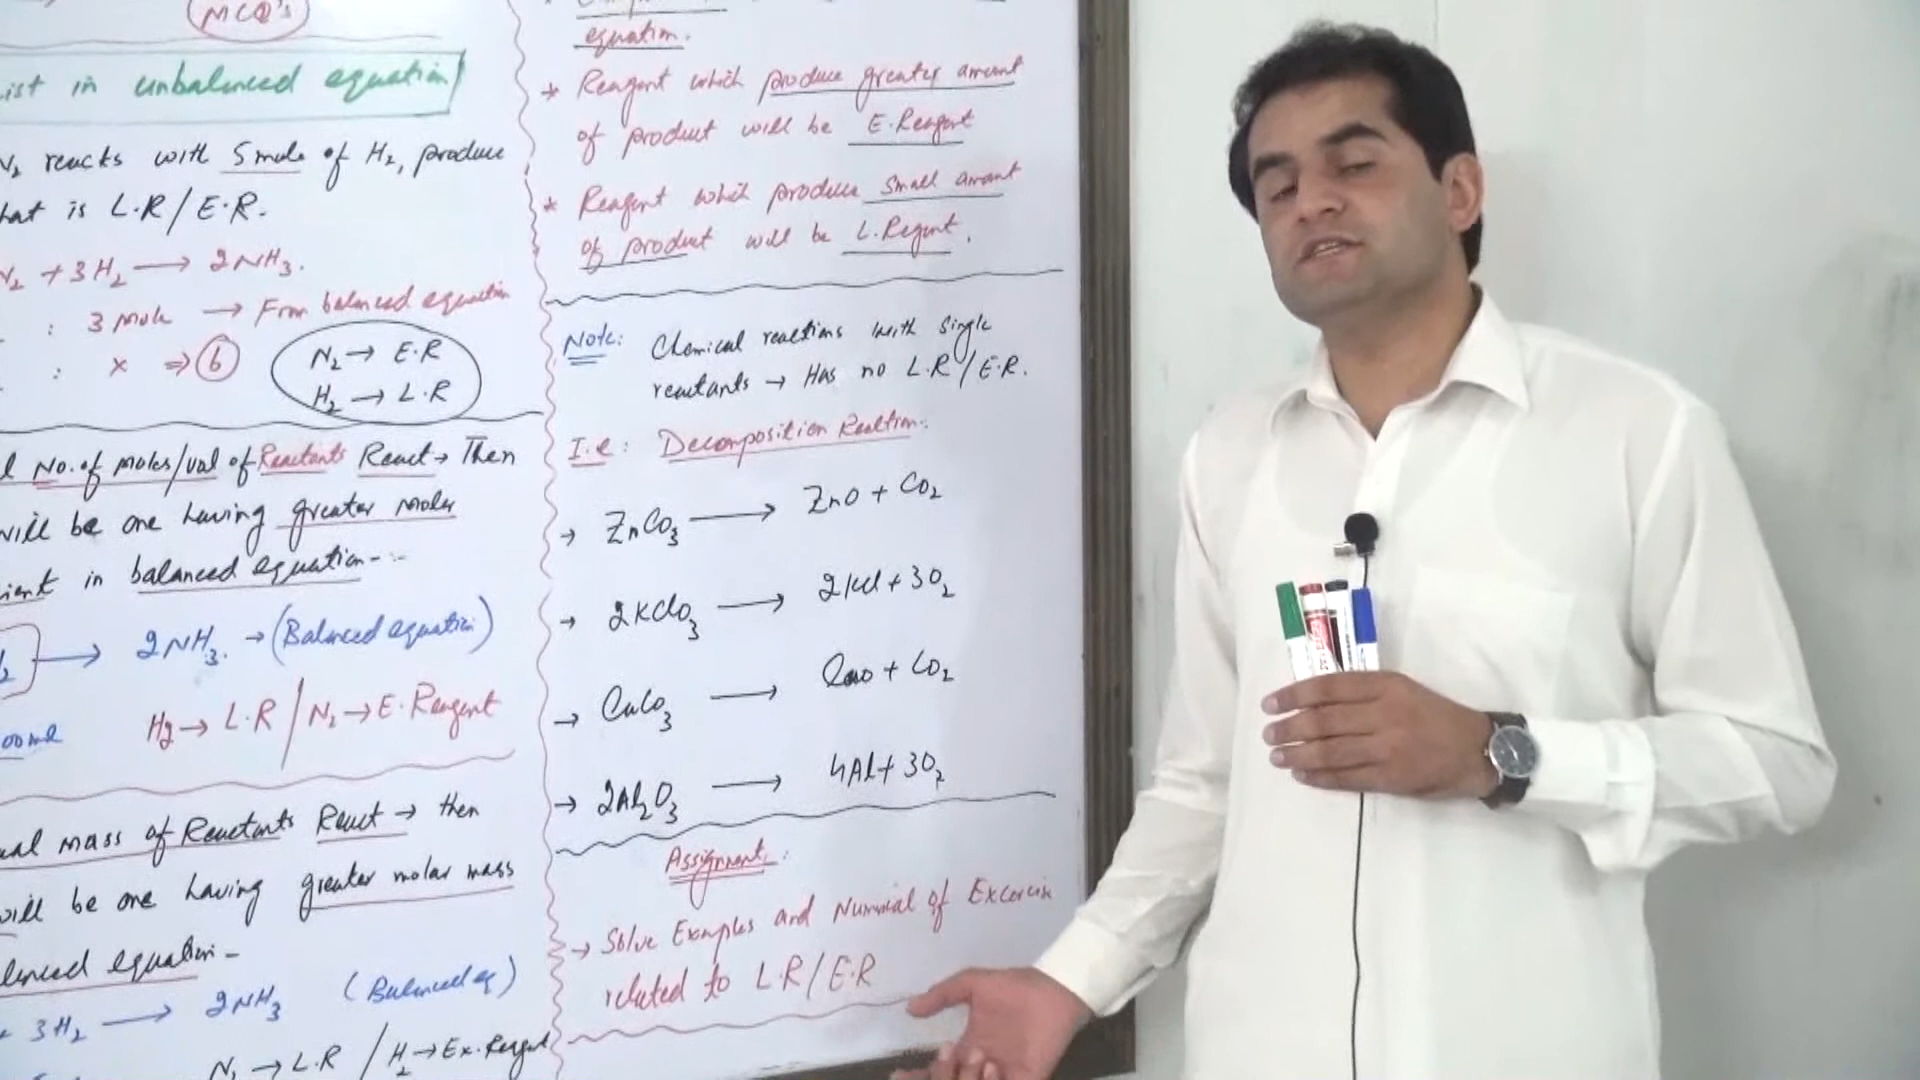 MCQ's
ist in unbalanced equation
N₂ reacts with 5 mole of H₂, produce
hat is L.R / E.R.
N₂ + 3H₂ → 2NH₃.
: 3 mole → From balanced equation
: x ⇒ 6
N₂ → E.R
H₂ → L.R
l No. of moles/vol of Reactants React → Then
will be one having greater molar
ient in balanced equation
→ 2NH₃. → (Balanced equation)
00ml
H₂ → L.R / N₂ → E.Reagent
ual mass of Reactants React → then
will be one having greater molar mass
lanced equation
+ 3H₂ → 2NH₃ (Balanced eq)
N₂ → L.R / H₂ → Ex.Reagent
equation.
* Reagent which produce greater amount
of product will be E.Reagent
* Reagent which produce small amount
of product will be L.Regent.
Note: Chemical reactions with single
reactants → Has no L.R / E.R.
I.e: Decomposition Reaction:
→ ZnCO₃ → ZnO + CO₂
→ 2KClO₃ → 2KCl + 3O₂
→ CaCO₃ → CaO + CO₂
→ 2Al₂O₃ → 4Al + 3O₂
Assignment:
→ Solve Examples and Numrical of Excercise
related to L.R / E.R